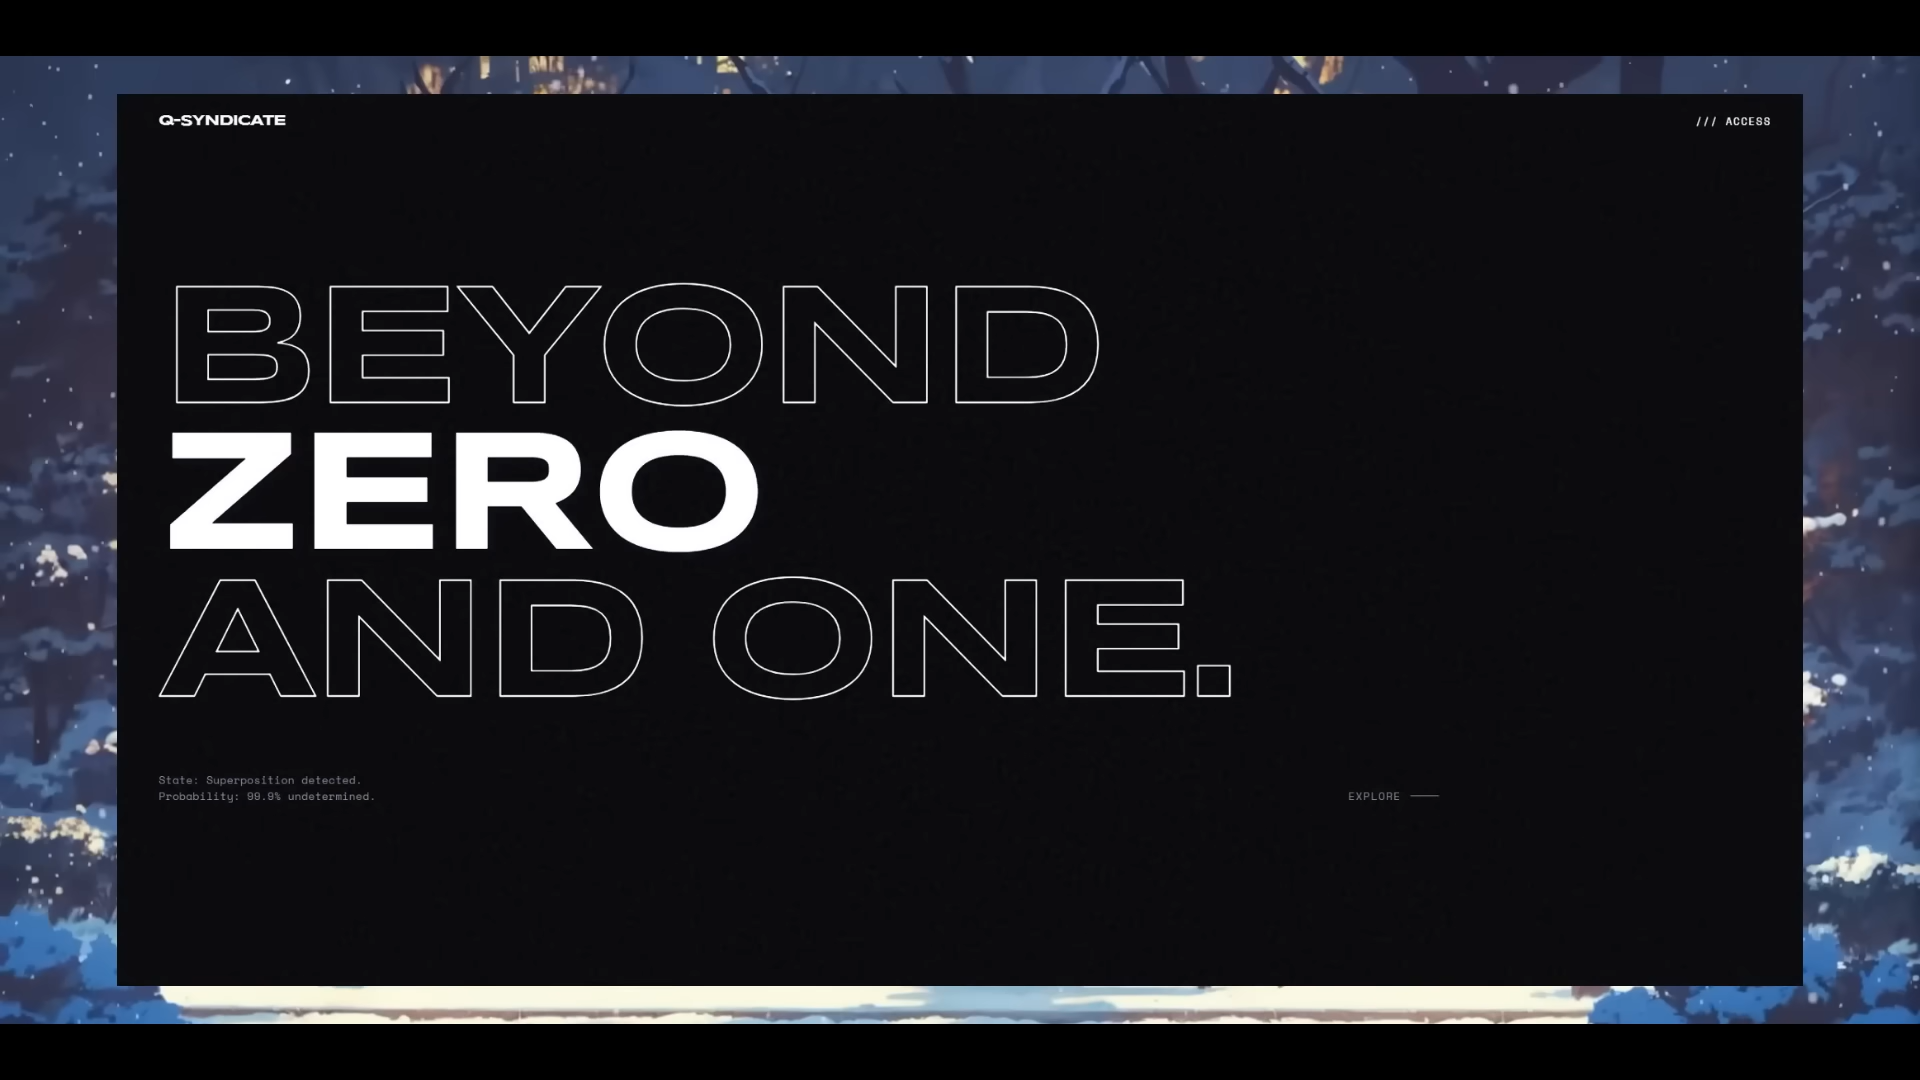 Q-SYNDICATE
/// ACCESS
BEYOND
ZERO
AND ONE.
State: Superposition detected.
Probability: 99.9% undetermined.
EXPLORE